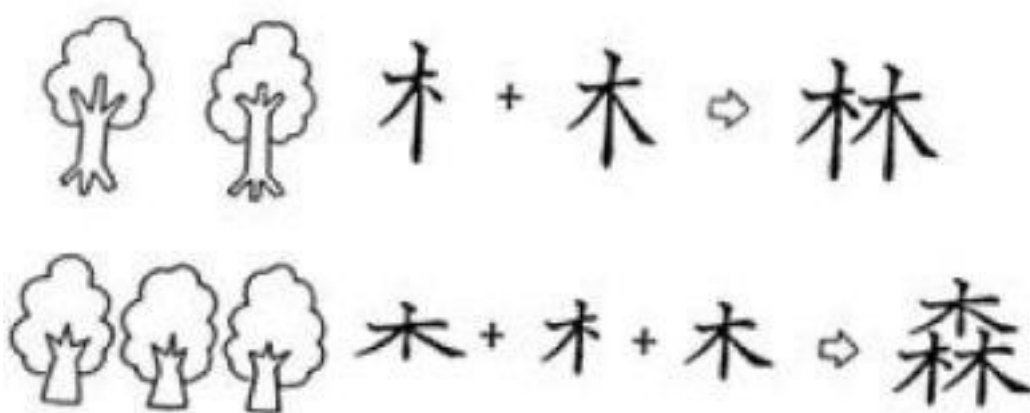 木 + 木 ⇨ 林
木 + 木 + 木 ⇨ 森